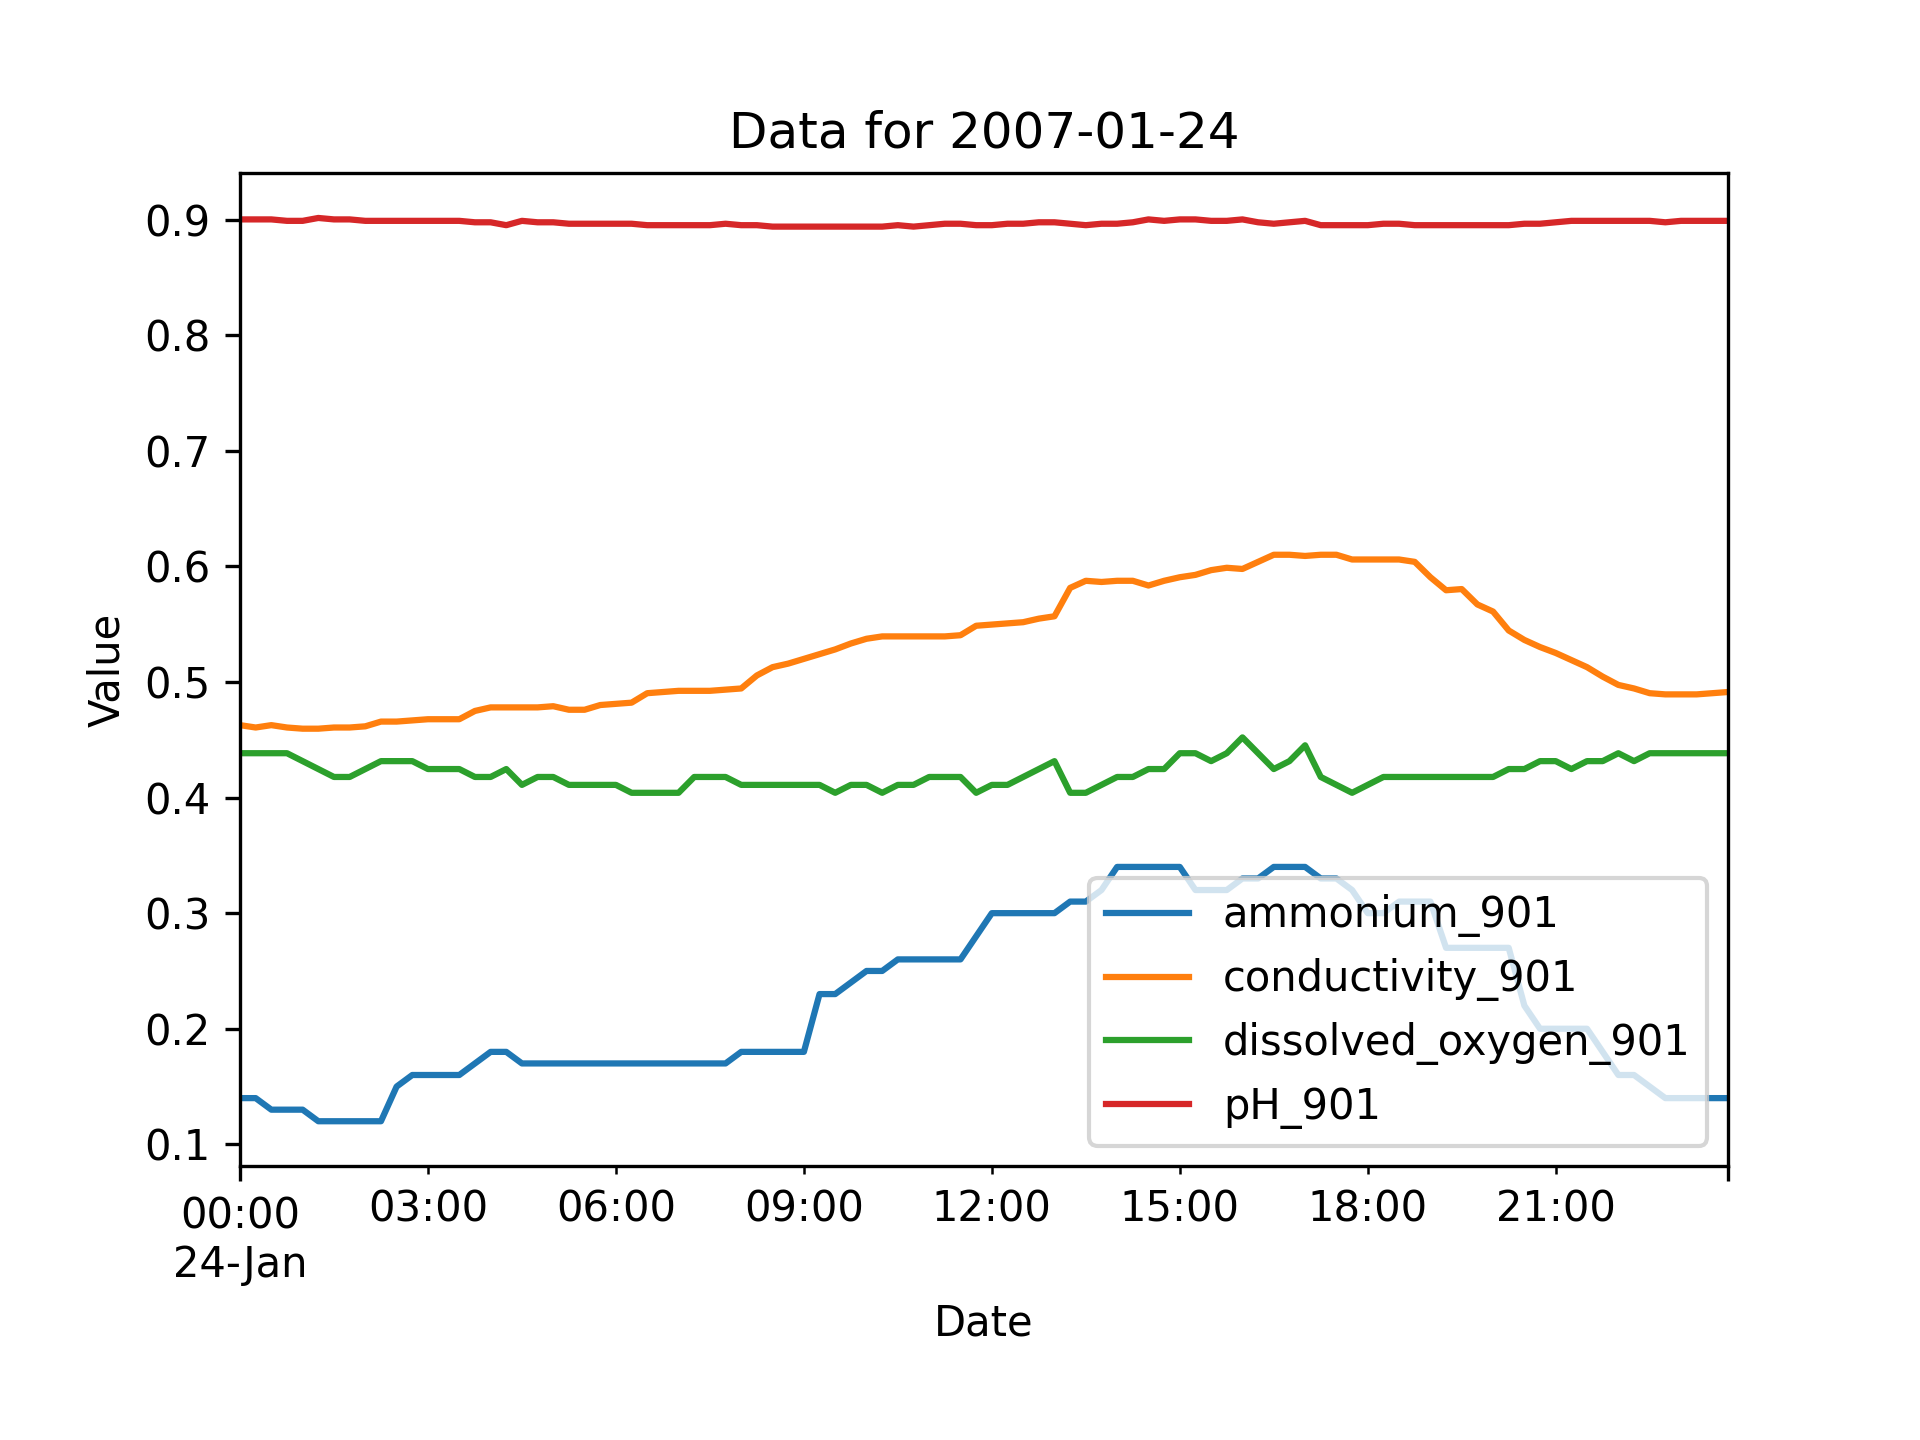 Data for 2007-01-24
Value
0.9
0.8
0.7
0.6
0.5
0.4
0.3
0.2
0.1
ammonium_901
conductivity_901
dissolved_oxygen_901
pH_901
00:00 03:00 06:00 09:00 12:00 15:00 18:00 21:00
24-Jan
Date